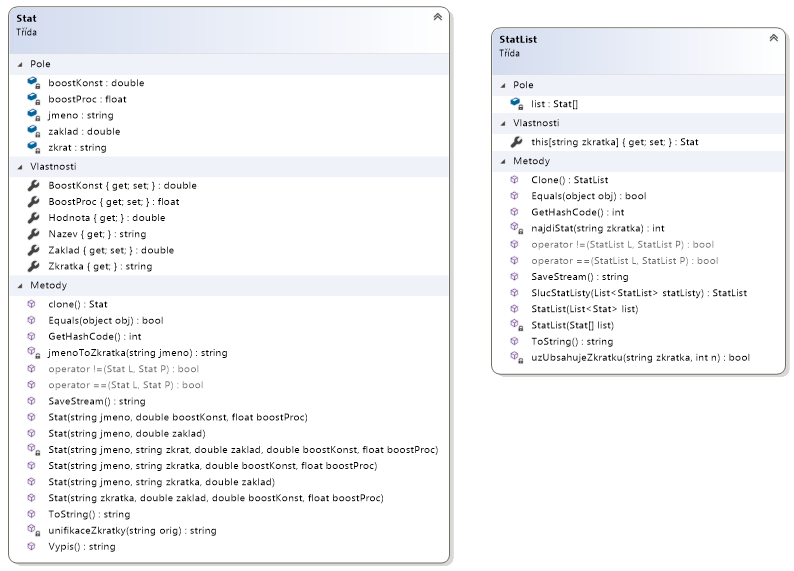 Stat
Třída
Pole
boostKonst : double
boostProc : float
jmeno : string
zaklad : double
zkrat : string
Vlastnosti
BoostKonst { get; set; } : double
BoostProc { get; set; } : float
Hodnota { get; } : double
Nazev { get; } : string
Zaklad { get; set; } : double
Zkratka { get; } : string
Metody
clone() : Stat
Equals(object obj) : bool
GetHashCode() : int
jmenoToZkratka(string jmeno) : string
operator !=(Stat L, Stat P) : bool
operator ==(Stat L, Stat P) : bool
SaveStream() : string
Stat(string jmeno, double boostKonst, float boostProc)
Stat(string jmeno, double zaklad)
Stat(string jmeno, string zkrat, double zaklad, double boostKonst, float boostProc)
Stat(string jmeno, string zkratka, double boostKonst, float boostProc)
Stat(string jmeno, string zkratka, double zaklad)
Stat(string zkratka, double zaklad, double boostKonst, float boostProc)
ToString() : string
unifikaceZkratky(string orig) : string
Vypis() : string
StatList
Třída
Pole
list : Stat[]
Vlastnosti
this[string zkratka] { get; set; } : Stat
Metody
Clone() : StatList
Equals(object obj) : bool
GetHashCode() : int
najdiStat(string zkratka) : int
operator !=(StatList L, StatList P) : bool
operator ==(StatList L, StatList P) : bool
SaveStream() : string
SlucStatListy(List<StatList> statListy) : StatList
StatList(List<Stat> list)
StatList(Stat[] list)
ToString() : string
uzUbsahujeZkratku(string zkratka, int n) : bool